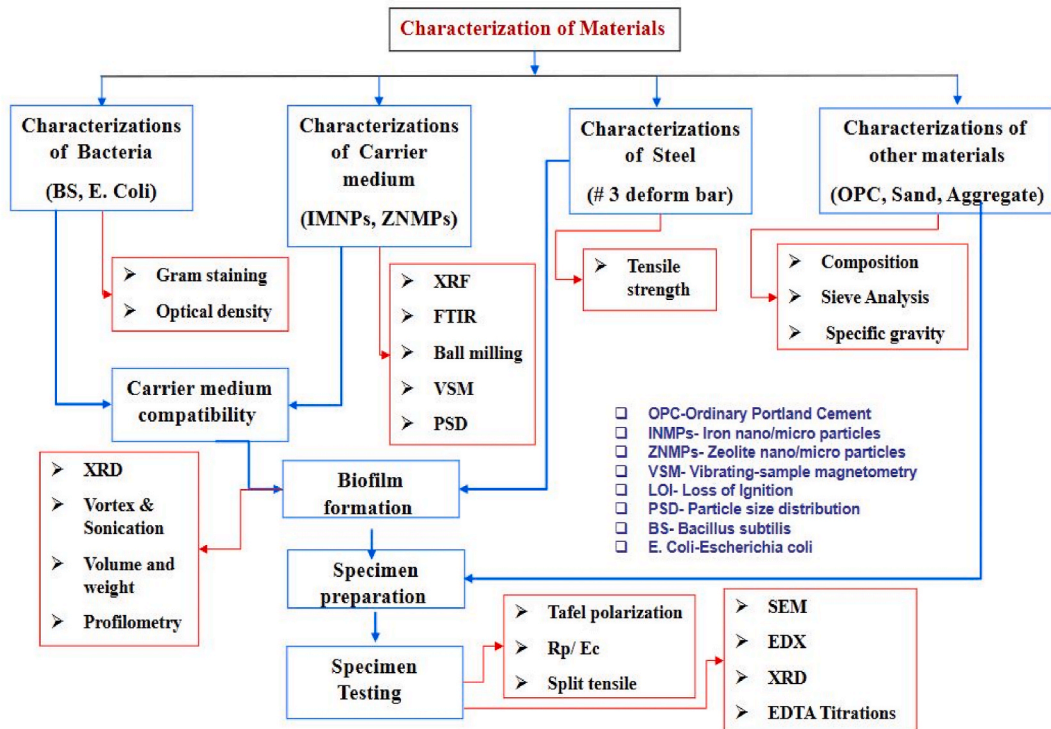 Characterization of Materials
Characterizations
of Bacteria
(BS, E. Coli)
Characterizations
of Carrier
medium
(IMNPs, ZNMPs)
Characterizations
of Steel
(# 3 deform bar)
Characterizations of
other materials
(OPC, Sand, Aggregate)
Gram staining
Optical density
XRF
FTIR
Ball milling
VSM
PSD
Tensile
strength
Composition
Sieve Analysis
Specific gravity
Carrier medium
compatibility
OPC-Ordinary Portland Cement
INMPs- Iron nano/micro particles
ZNMPs- Zeolite nano/micro particles
VSM- Vibrating-sample magnetometry
LOI- Loss of Ignition
PSD- Particle size distribution
BS- Bacillus subtilis
E. Coli-Escherichia coli
XRD
Vortex &
Sonication
Volume and
weight
Profilometry
Biofilm
formation
Specimen
preparation
Specimen
Testing
Tafel polarization
Rp/ Ec
Split tensile
SEM
EDX
XRD
EDTA Titrations